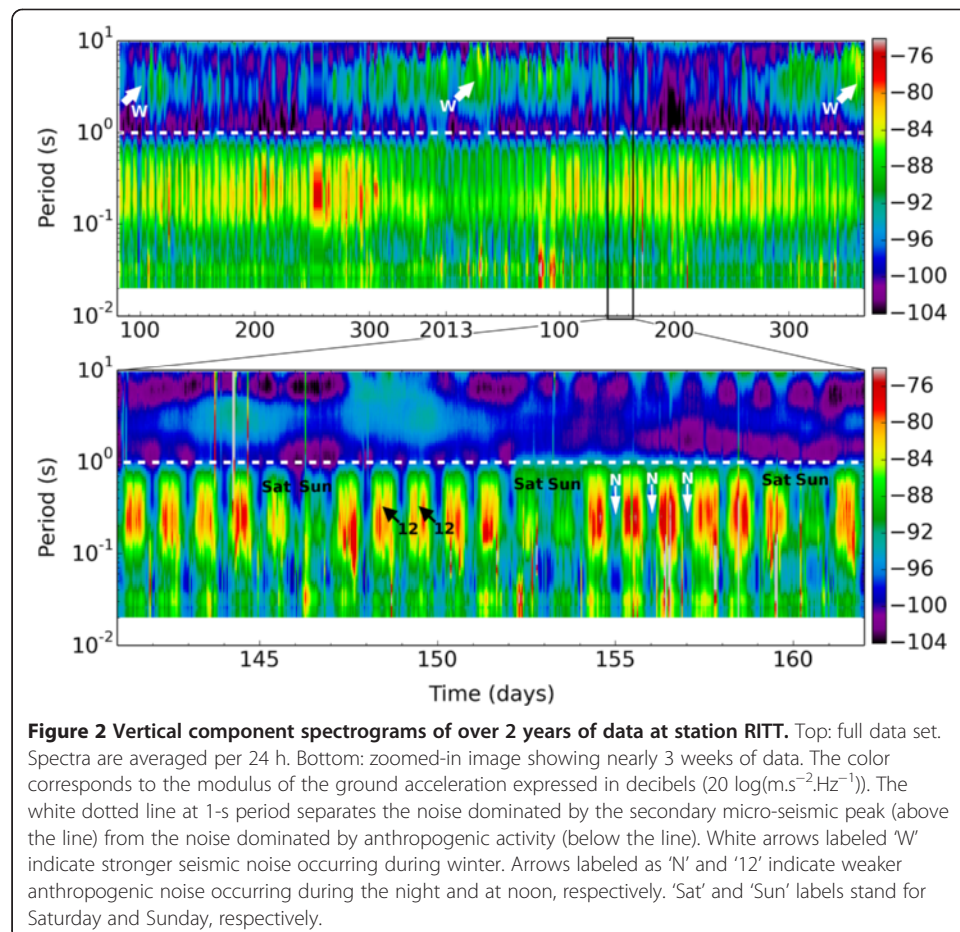 10^1
10^0
10^-1
10^-2
Period (s)
W
W
W
−76
−80
−84
−88
−92
−96
−100
−104
100 200 300 2013 100 200 300
10^1
10^0
10^-1
10^-2
Period (s)
Sat Sun
12
12
Sat Sun
N
N
N
Sat Sun
−76
−80
−84
−88
−92
−96
−100
−104
145 150 155 160
Time (days)
Figure 2 Vertical component spectrograms of over 2 years of data at station RITT. Top: full data set.
Spectra are averaged per 24 h. Bottom: zoomed-in image showing nearly 3 weeks of data. The color
corresponds to the modulus of the ground acceleration expressed in decibels (20 log(m.s−2.Hz−1)). The
white dotted line at 1-s period separates the noise dominated by the secondary micro-seismic peak (above
the line) from the noise dominated by anthropogenic activity (below the line). White arrows labeled ‘W’
indicate stronger seismic noise occurring during winter. Arrows labeled as ‘N’ and ‘12’ indicate weaker
anthropogenic noise occurring during the night and at noon, respectively. ‘Sat’ and ‘Sun’ labels stand for
Saturday and Sunday, respectively.